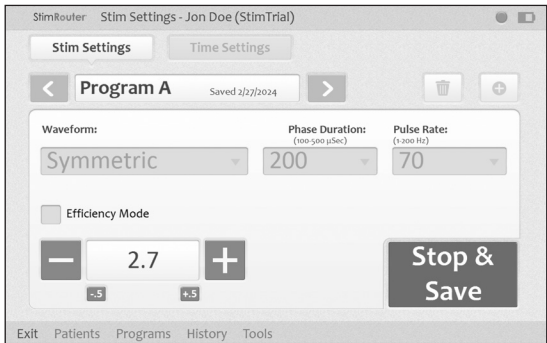 StimRouter Stim Settings - Jon Doe (StimTrial)
Stim Settings Time Settings
< Program A Saved 2/27/2024 >
Waveform: Phase Duration: Pulse Rate:
(100-500 µSec) (1-200 Hz)
Symmetric 200 70
Efficiency Mode
− 2.7 +
-.5 +.5
Stop &
Save
Exit Patients Programs History Tools